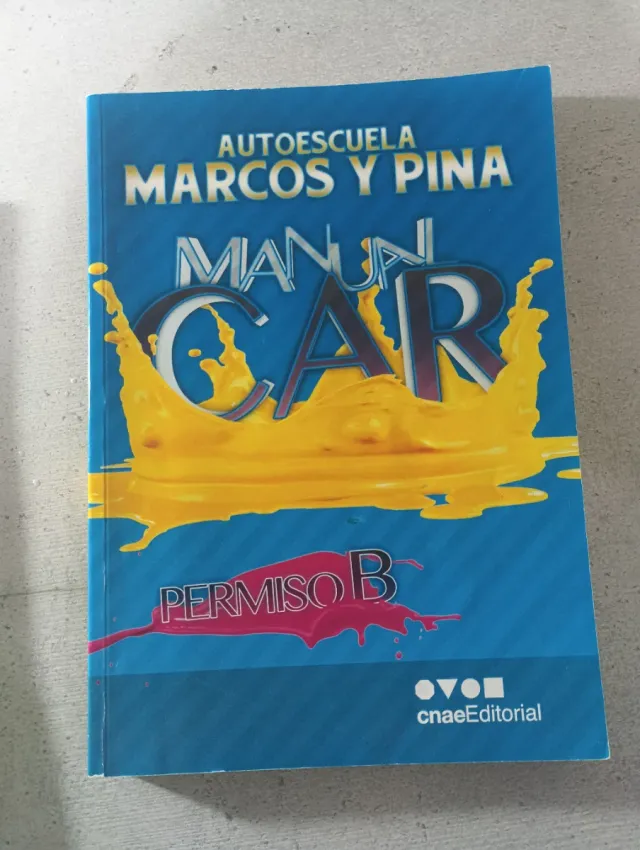 AUTOESCUELA
MARCOS Y PINA
MANUAL
CAR
PERMISO B
cnaeEditorial